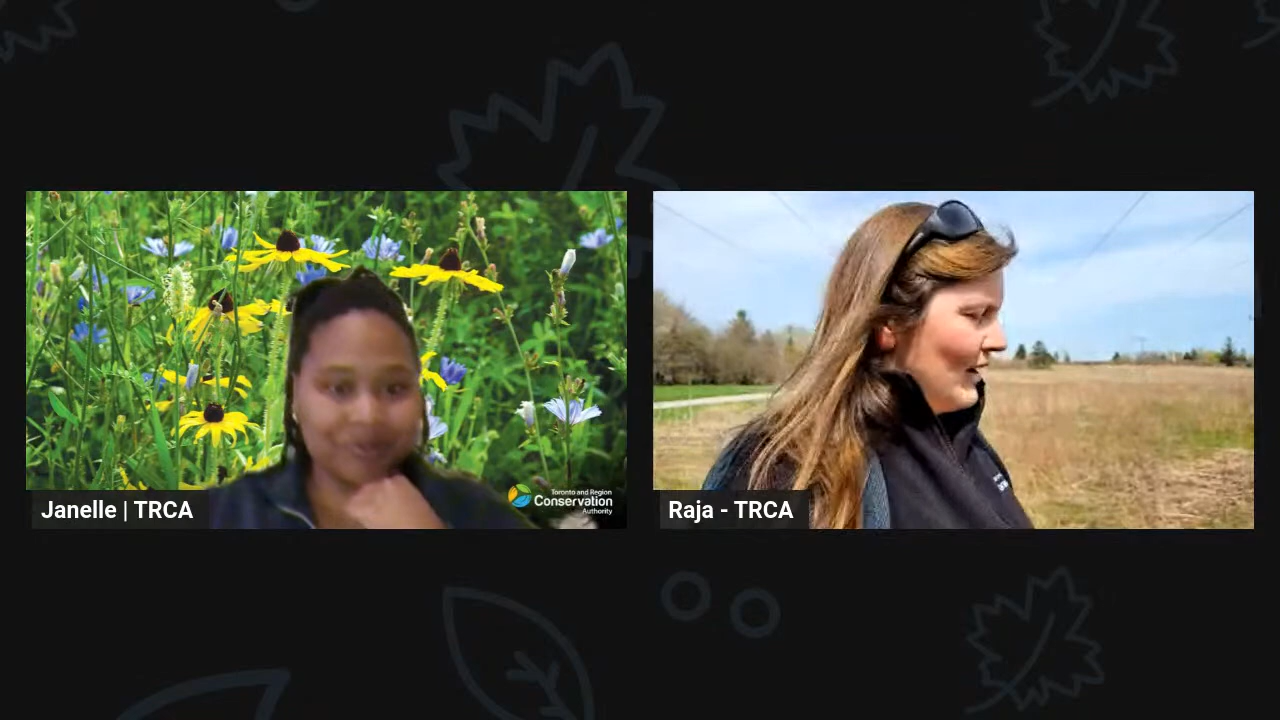 Toronto and Region
Conservation
Authority
Janelle | TRCA
Raja - TRCA